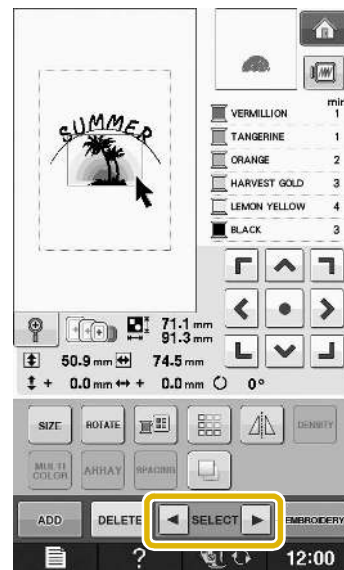 SUMMER
min
VERMILLION 1
TANGERINE 1
ORANGE 2
HARVEST GOLD 3
LEMON YELLOW 4
BLACK 3
71.1 mm
91.3 mm
50.9 mm 74.5 mm
+ 0.0 mm + 0.0 mm 0°
SIZE ROTATE DENSITY
MULTI COLOR ARRAY SPACING
ADD DELETE SELECT EMBROIDERY
? 12:00